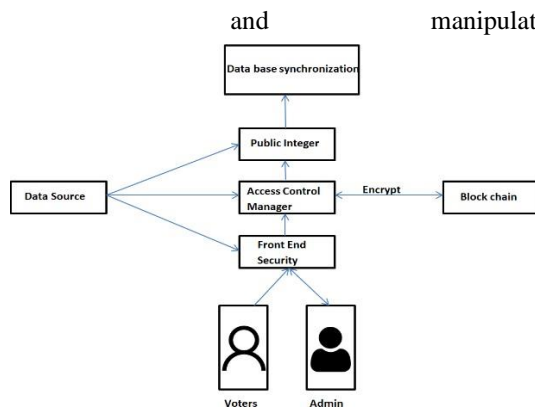 and manipulat
Data base synchronization
Public Integer
Data Source
Access Control
Manager
Encrypt
Block chain
Front End
Security
Voters
Admin